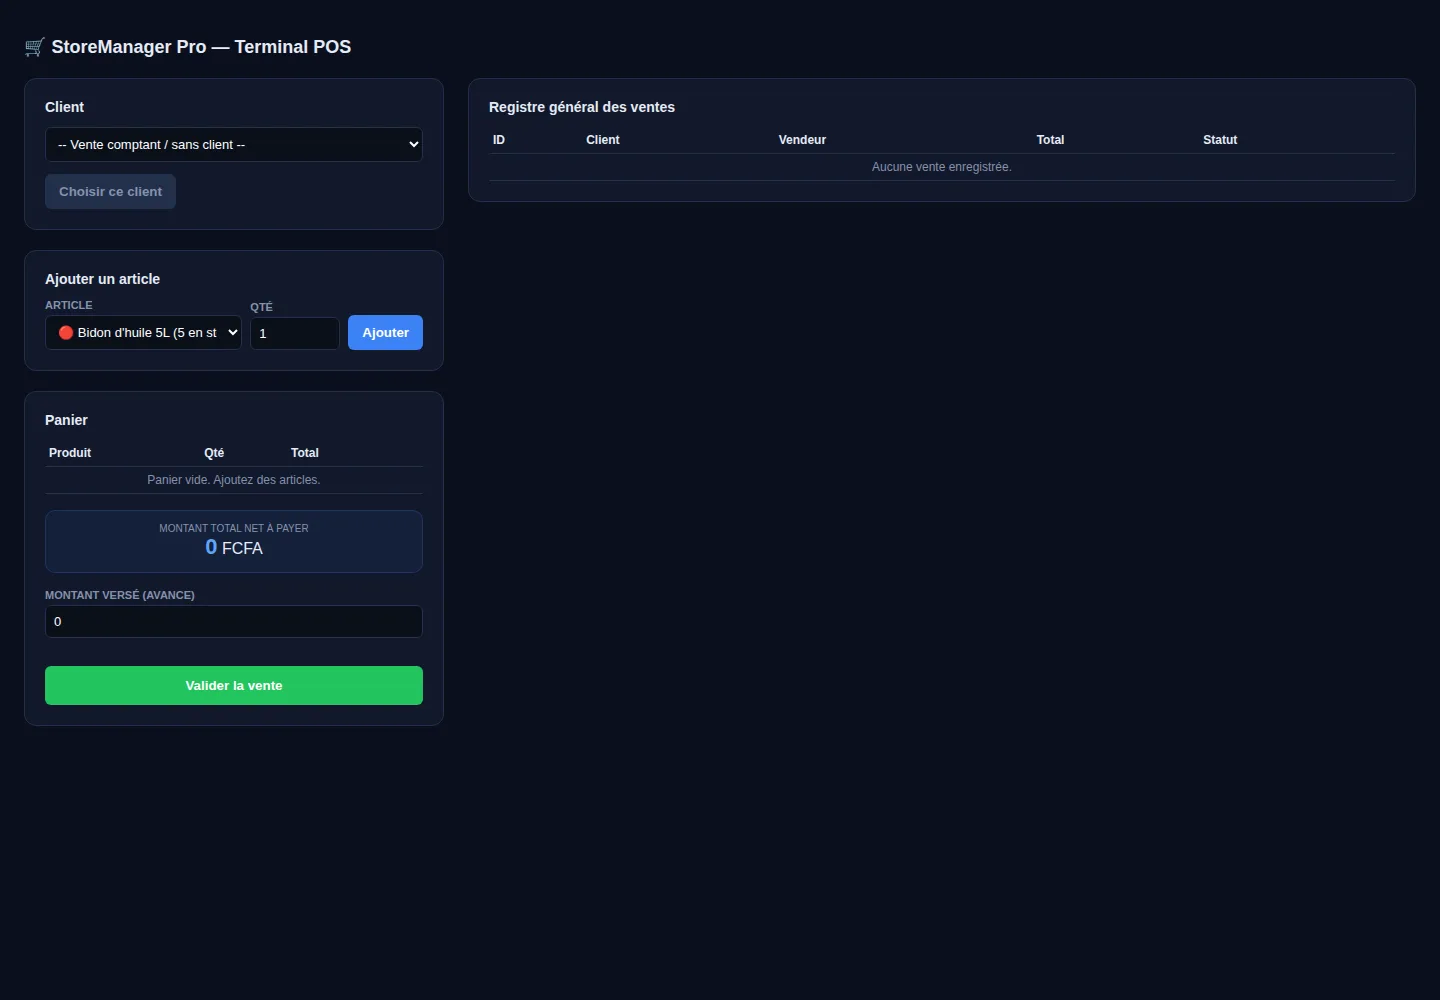 🛒 StoreManager Pro — Terminal POS
Client
-- Vente comptant / sans client --
Choisir ce client
Ajouter un article
ARTICLE
QTÉ
🔴 Bidon d'huile 5L (5 en st
1
Ajouter
Panier
Produit Qté Total
Panier vide. Ajoutez des articles.
MONTANT TOTAL NET À PAYER
0 FCFA
MONTANT VERSÉ (AVANCE)
0
Valider la vente
Registre général des ventes
ID Client Vendeur Total Statut
Aucune vente enregistrée.